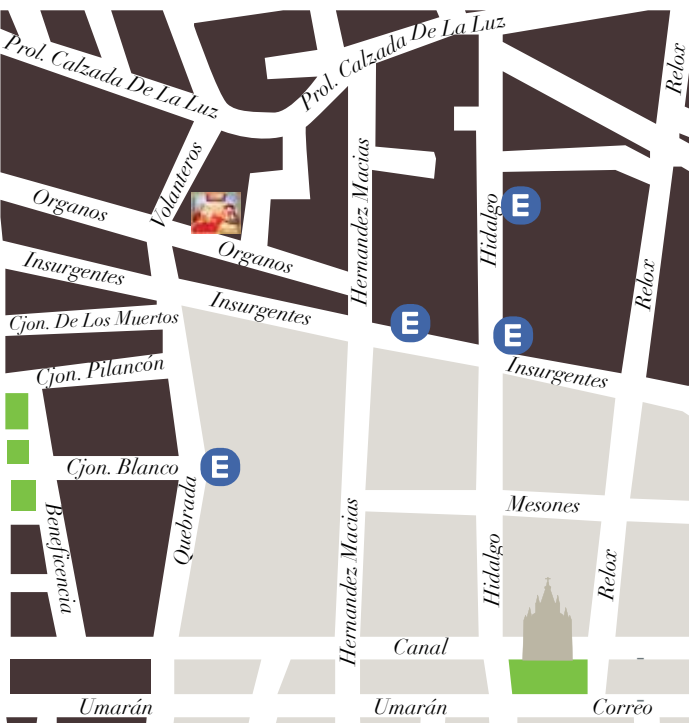 Prol. Calzada De La Luz
Prol. Calzada De La Luz
Relox
Volanteros
Hernandez Macias
Hidalgo
E
Organos
Organos
Relox
Insurgentes
Insurgentes
Cjon. De Los Muertos
E
E
Cjon. Pilancón
Insurgentes
Cjon. Blanco
E
Quebrada
Beneficencia
Mesones
Hernandez Macias
Hidalgo
Relox
Canal
Umarán
Umarán
Correo